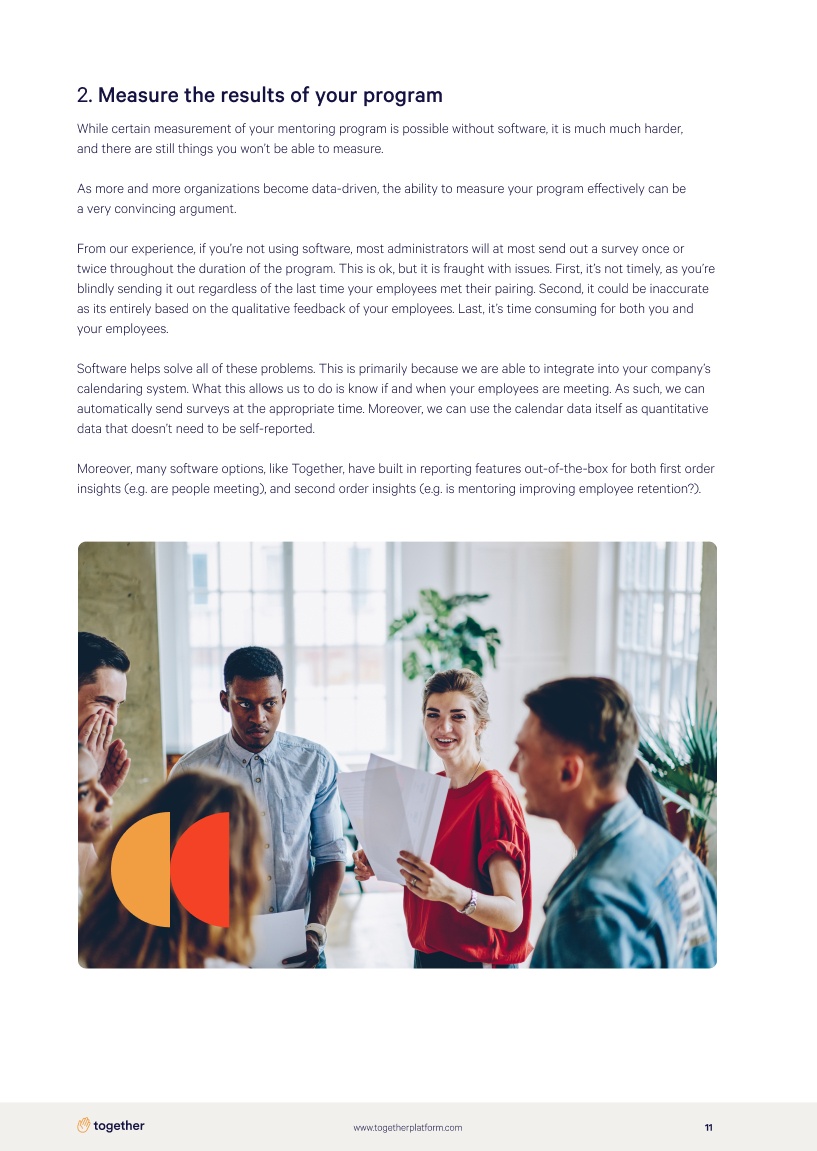 2. Measure the results of your program
While certain measurement of your mentoring program is possible without software, it is much much harder,
and there are still things you won’t be able to measure.
As more and more organizations become data-driven, the ability to measure your program effectively can be
a very convincing argument.
From our experience, if you’re not using software, most administrators will at most send out a survey once or
twice throughout the duration of the program. This is ok, but it is fraught with issues. First, it’s not timely, as you’re
blindly sending it out regardless of the last time your employees met their pairing. Second, it could be inaccurate
as its entirely based on the qualitative feedback of your employees. Last, it’s time consuming for both you and
your employees.
Software helps solve all of these problems. This is primarily because we are able to integrate into your company’s
calendaring system. What this allows us to do is know if and when your employees are meeting. As such, we can
automatically send surveys at the appropriate time. Moreover, we can use the calendar data itself as quantitative
data that doesn’t need to be self-reported.
Moreover, many software options, like Together, have built in reporting features out-of-the-box for both first order
insights (e.g. are people meeting), and second order insights (e.g. is mentoring improving employee retention?).
together
www.togetherplatform.com
11